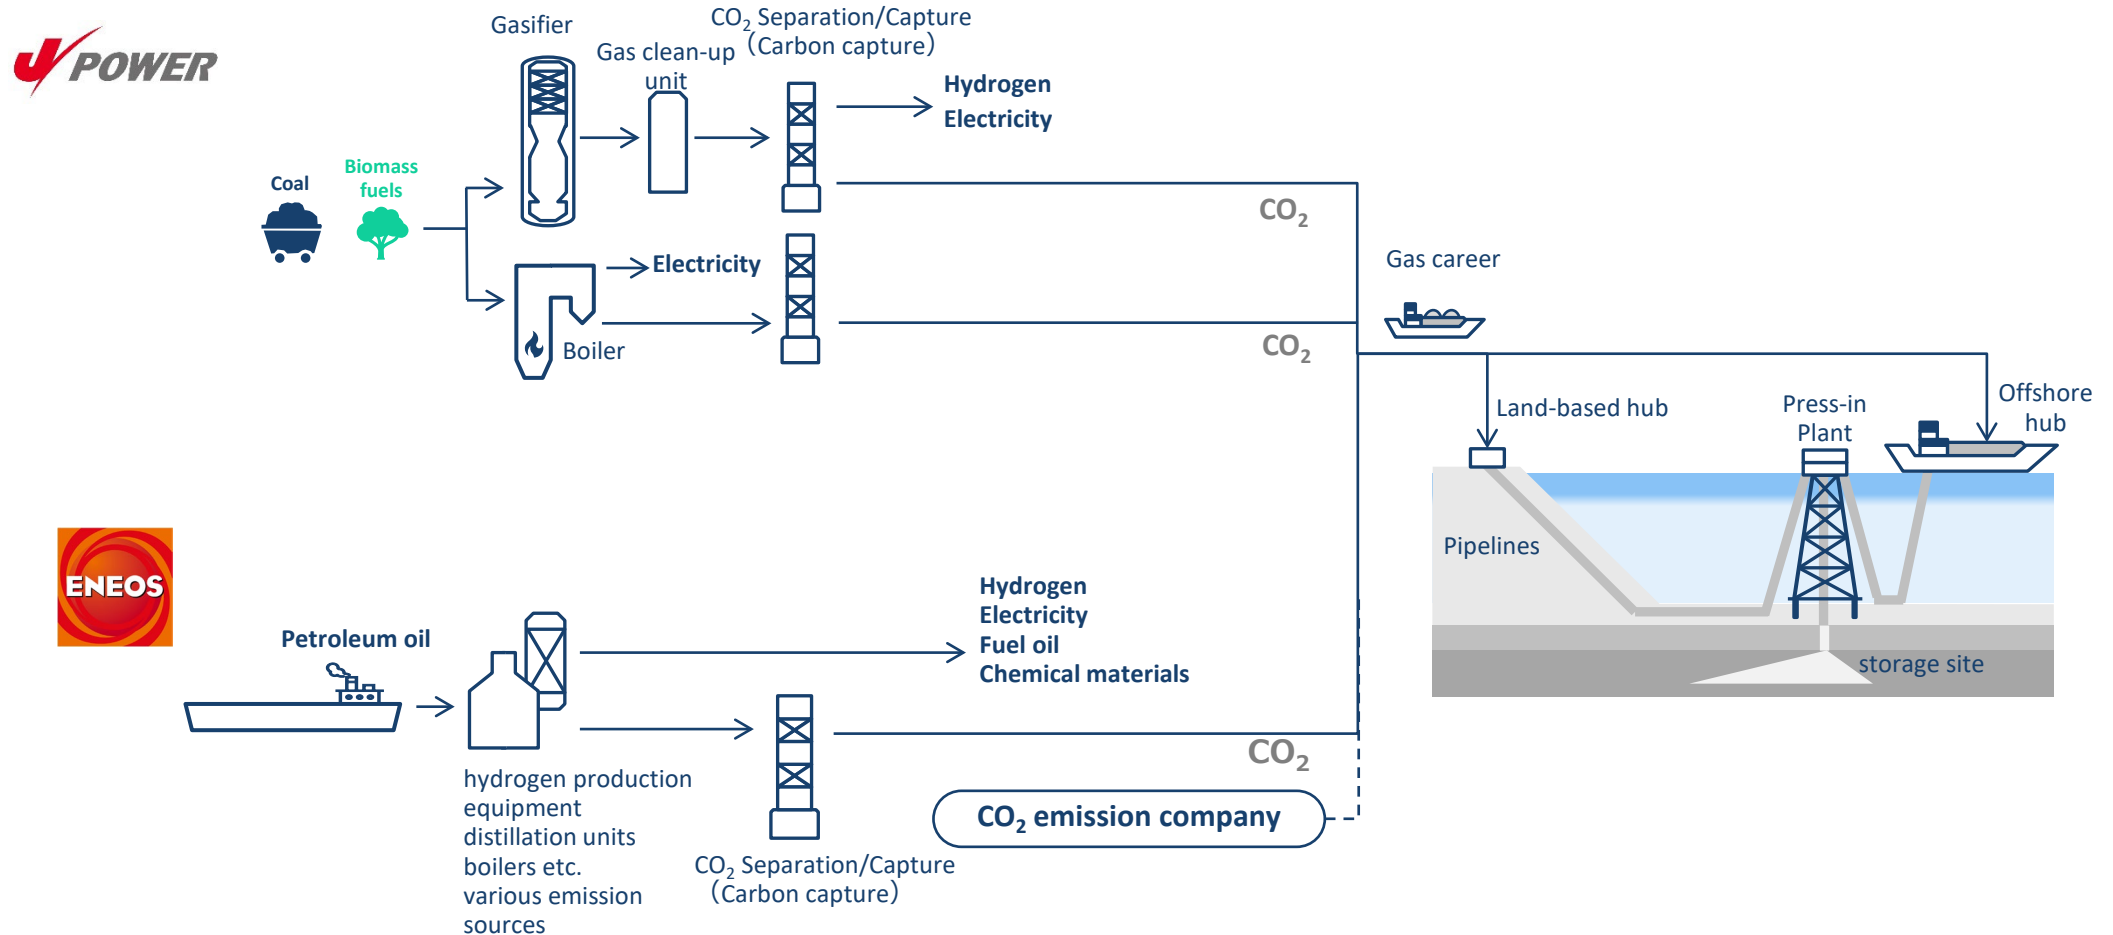 POWER
Gasifier
Gas clean-up
unit
CO2 Separation/Capture
（Carbon capture）
Hydrogen
Electricity
Coal
Biomass
fuels
CO2
Electricity
Boiler
CO2
Gas career
Land-based hub
Press-in
Plant
Offshore
hub
Pipelines
storage site
ENEOS
Petroleum oil
Hydrogen
Electricity
Fuel oil
Chemical materials
CO2
hydrogen production
equipment
distillation units
boilers etc.
various emission
sources
CO2 Separation/Capture
（Carbon capture）
CO2 emission company